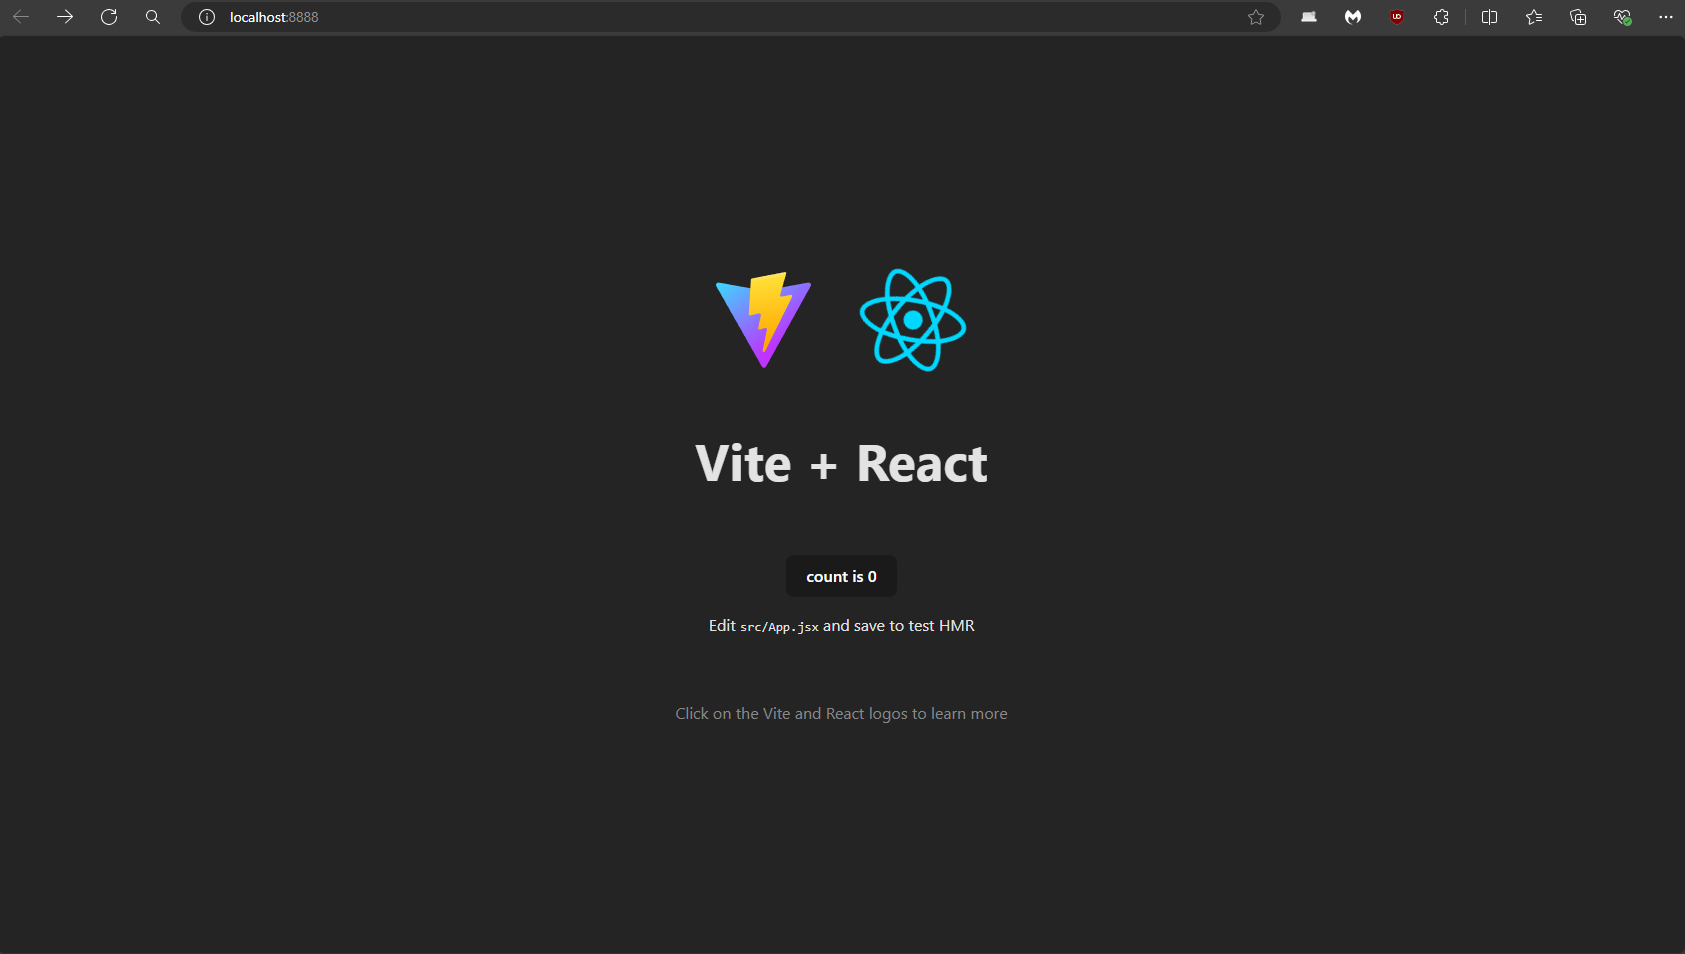 localhost:8888
UD
Vite + React
count is 0
Edit src/App.jsx and save to test HMR
Click on the Vite and React logos to learn more